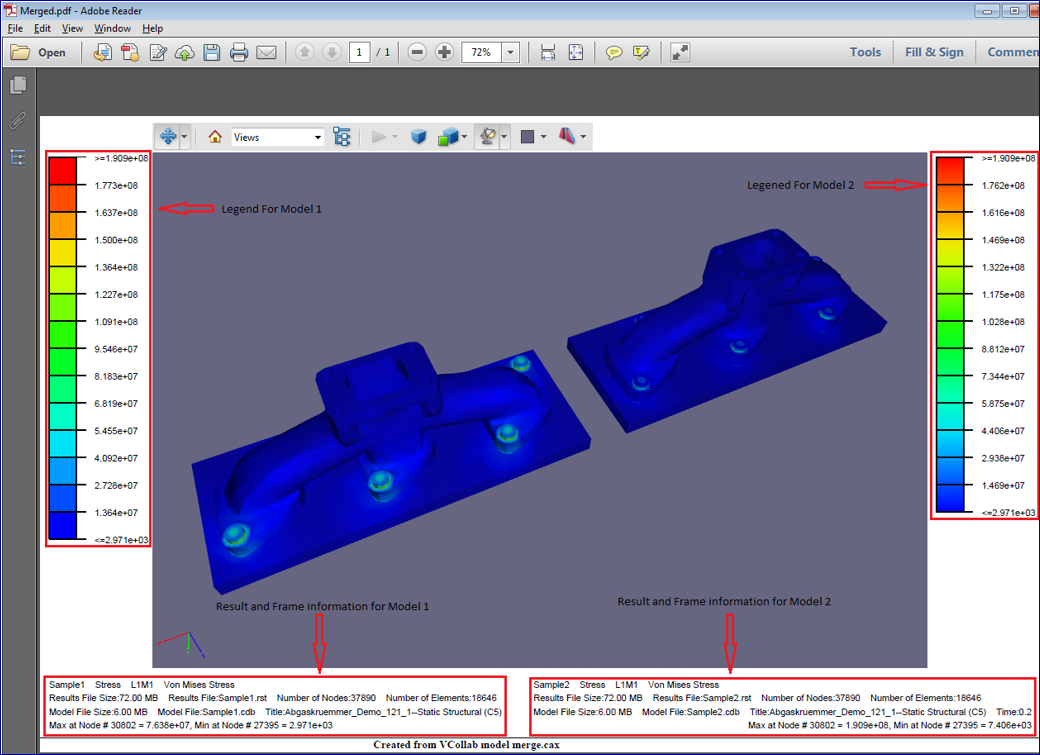 Merged.pdf - Adobe Reader
File Edit View Window Help
Open 1 / 1 72% Tools Fill & Sign Commen
Views
>=1.909e+08
1.773e+08
1.637e+08
1.500e+08
1.364e+08
1.227e+08
1.091e+08
9.546e+07
8.183e+07
6.819e+07
5.455e+07
4.092e+07
2.728e+07
1.364e+07
<=2.971e+03
Legend For Model 1
Legened For Model 2
>=1.909e+08
1.762e+08
1.616e+08
1.469e+08
1.322e+08
1.175e+08
1.028e+08
8.812e+07
7.344e+07
5.875e+07
4.406e+07
2.938e+07
1.469e+07
<=2.971e+03
Result and Frame information for Model 1
Result and Frame information for Model 2
Sample1 Stress L1M1 Von Mises Stress
Results File Size:72.00 MB Results File:Sample1.rst Number of Nodes:37890 Number of Elements:18646
Model File Size:6.00 MB Model File:Sample1.cdb Title:Abgaskruemmer_Demo_121_1--Static Structural (C5)
Max at Node # 30802 = 7.638e+07, Min at Node # 27395 = 2.971e+03
Sample2 Stress L1M1 Von Mises Stress
Results File Size:72.00 MB Results File:Sample2.rst Number of Nodes:37890 Number of Elements:18646
Model File Size:6.00 MB Model File:Sample2.cdb Title:Abgaskruemmer_Demo_121_1--Static Structural (C5) Time:0.2
Max at Node # 30802 = 1.909e+08, Min at Node # 27395 = 7.406e+03
Created from VCollab model merge.cax